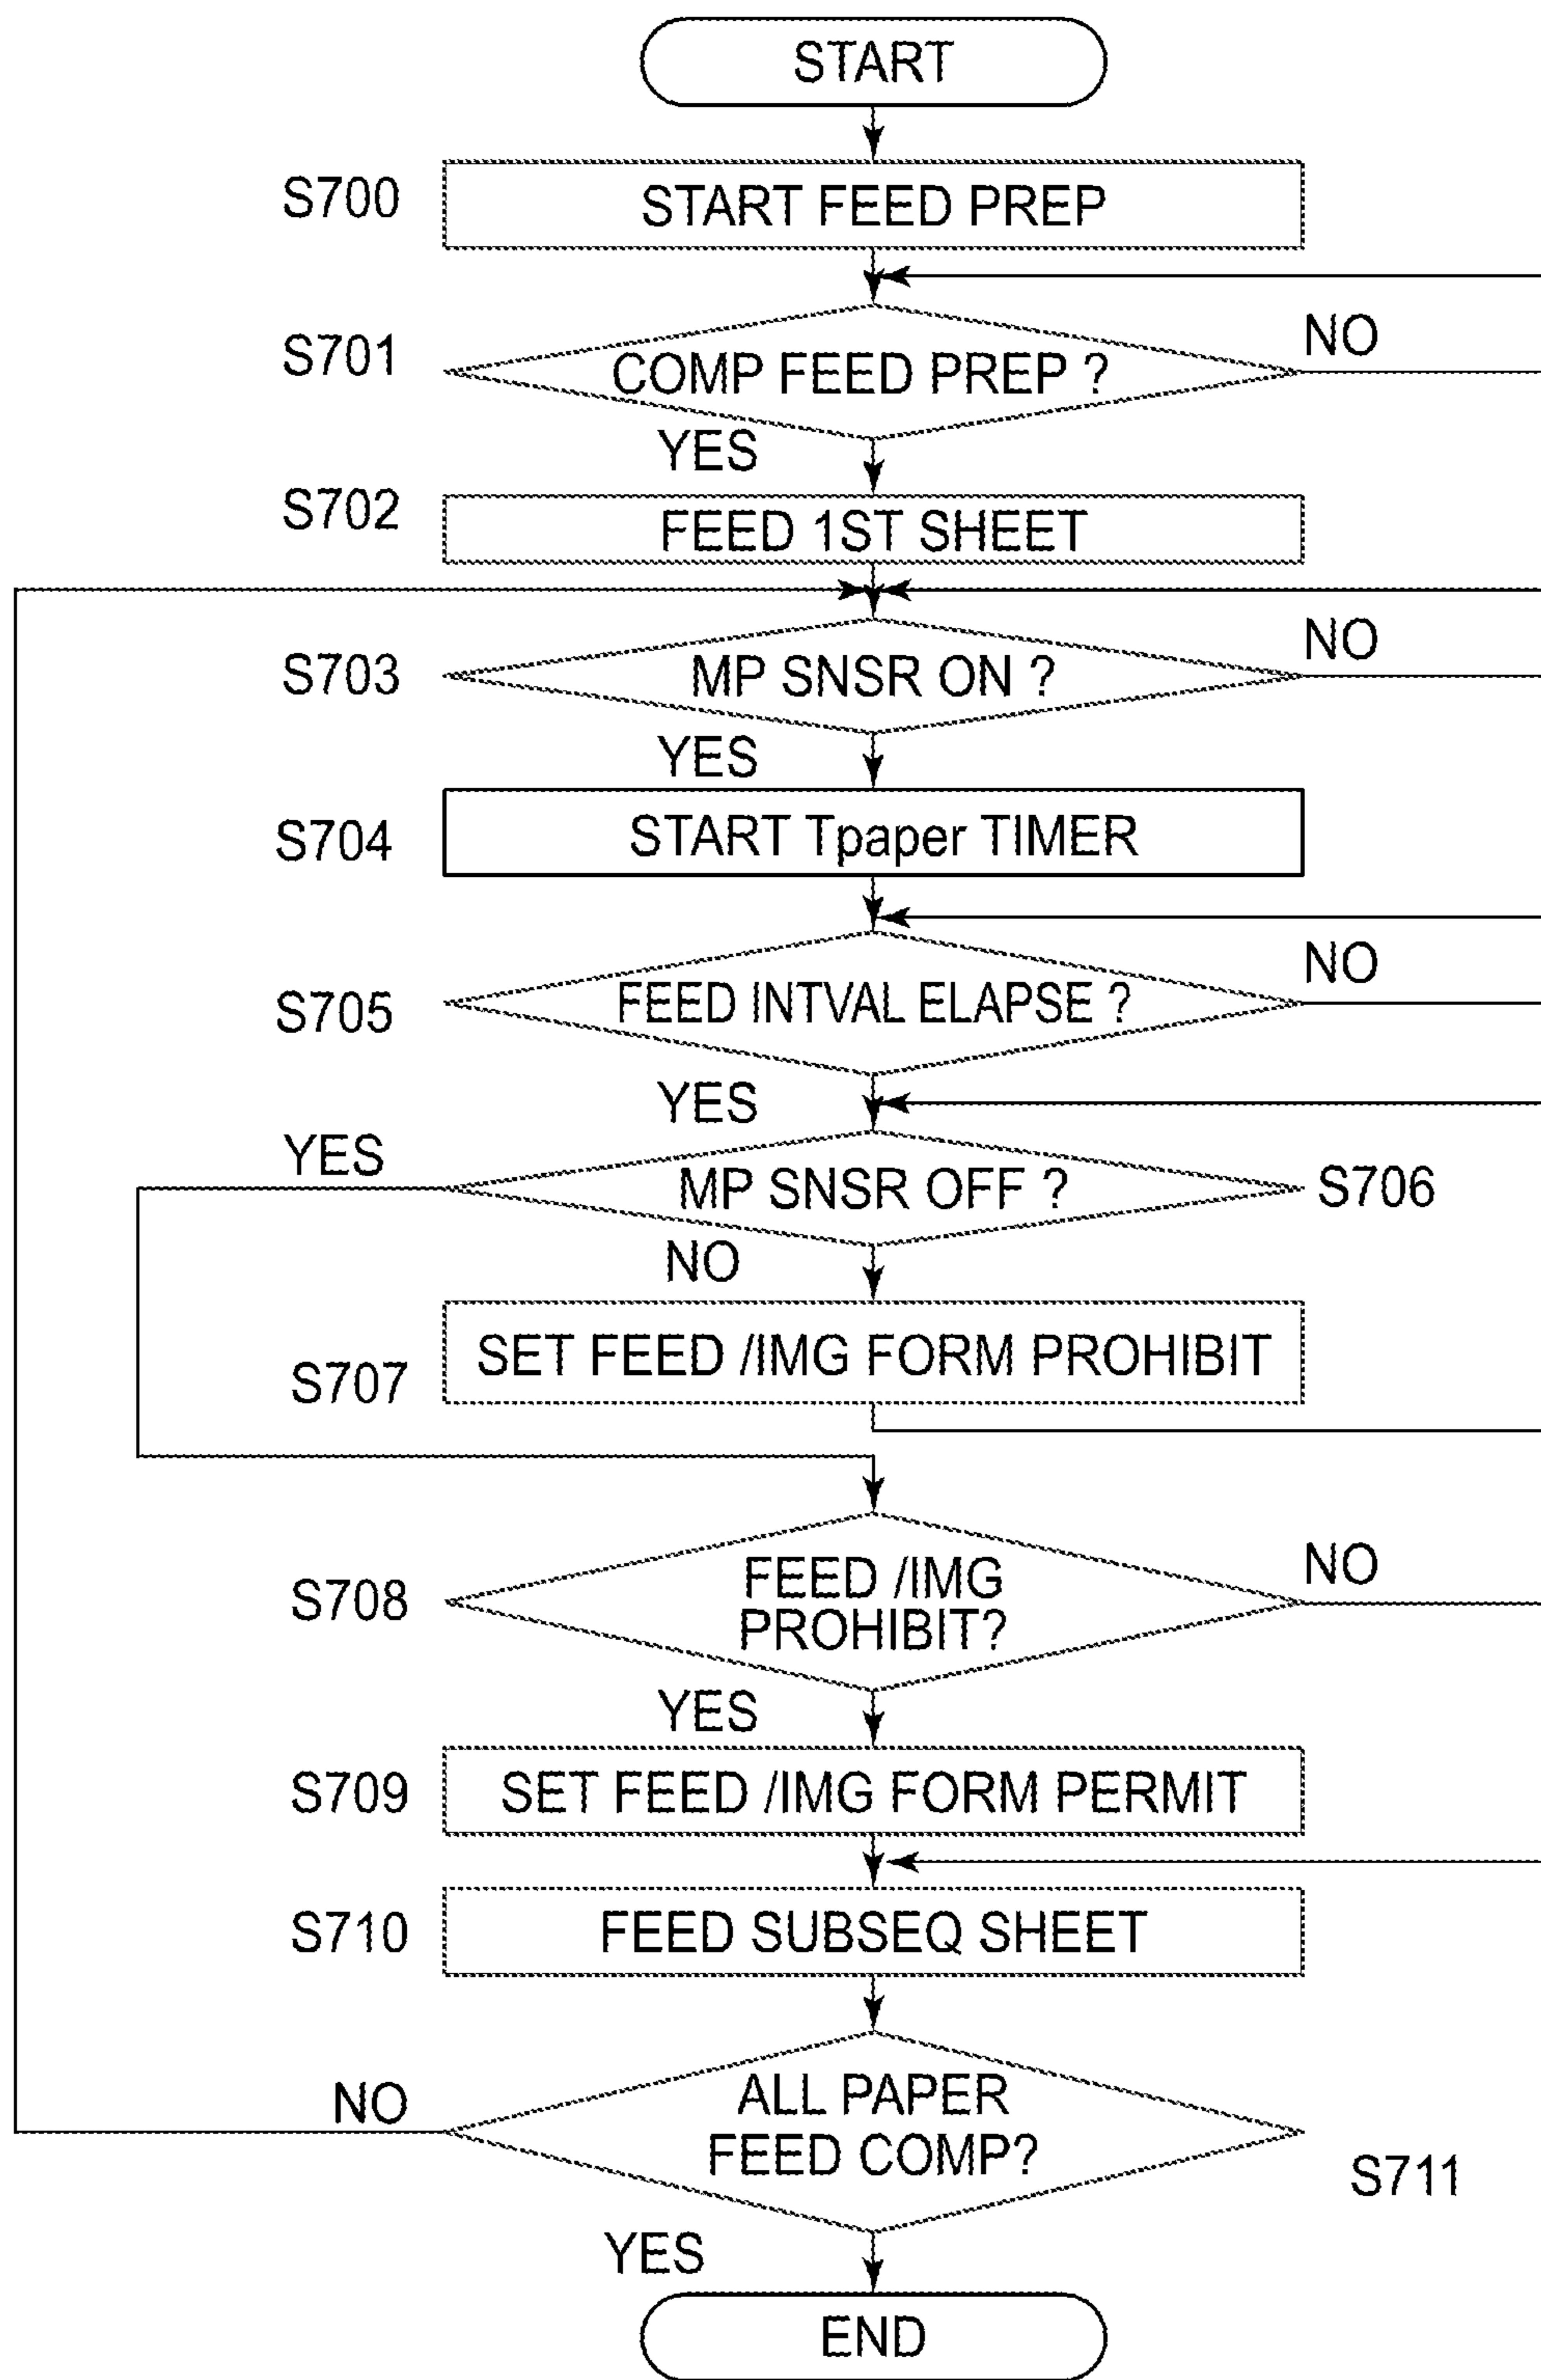 START
S700
START FEED PREP
S701
COMP FEED PREP ?
NO
YES
S702
FEED 1ST SHEET
S703
MP SNSR ON ?
NO
YES
S704
START Tpaper TIMER
S705
FEED INTVAL ELAPSE ?
NO
YES
YES
MP SNSR OFF ?
S706
NO
S707
SET FEED /IMG FORM PROHIBIT
S708
FEED /IMG
PROHIBIT?
NO
YES
S709
SET FEED /IMG FORM PERMIT
S710
FEED SUBSEQ SHEET
NO
ALL PAPER
FEED COMP?
S711
YES
END